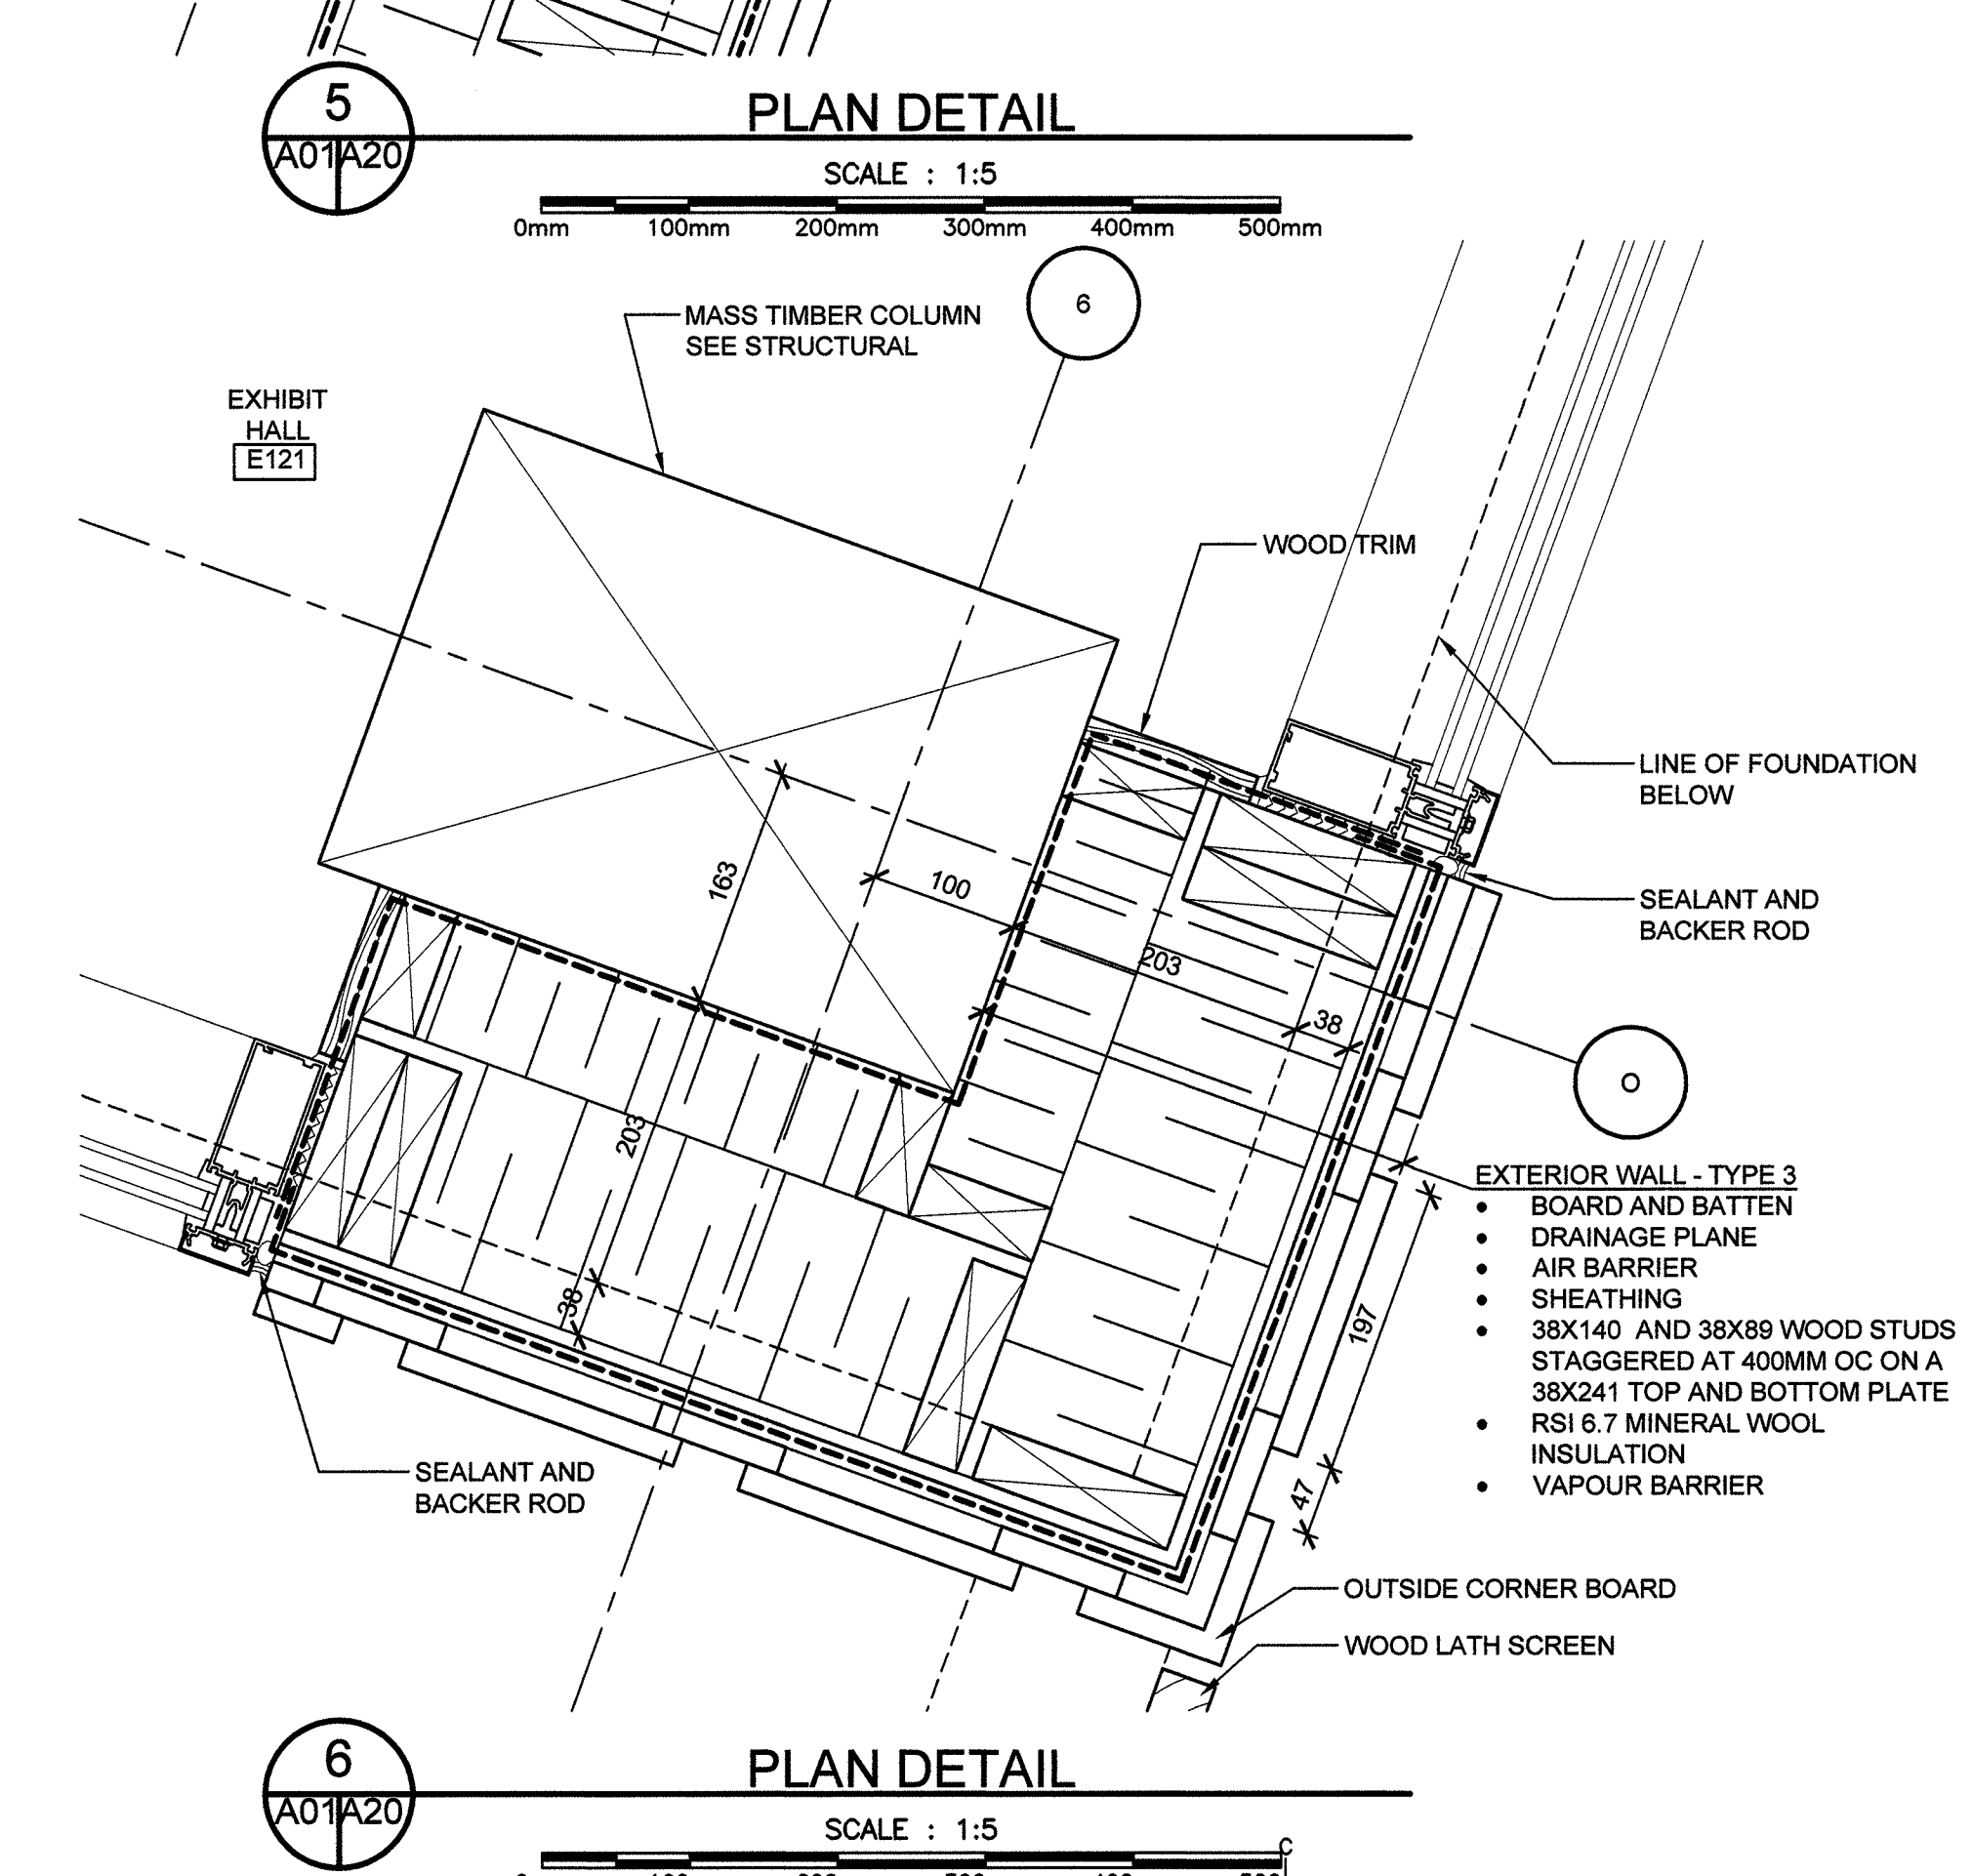 5
A01 A20
PLAN DETAIL
SCALE : 1:5
0mm 100mm 200mm 300mm 400mm 500mm
6
MASS TIMBER COLUMN
SEE STRUCTURAL
EXHIBIT
HALL
E121
WOOD TRIM
LINE OF FOUNDATION
BELOW
163
100
203
38
SEALANT AND
BACKER ROD
O
203
38
197
47
EXTERIOR WALL - TYPE 3
• BOARD AND BATTEN
• DRAINAGE PLANE
• AIR BARRIER
• SHEATHING
• 38X140 AND 38X89 WOOD STUDS
STAGGERED AT 400MM OC ON A
38X241 TOP AND BOTTOM PLATE
• RSI 6.7 MINERAL WOOL
INSULATION
• VAPOUR BARRIER
SEALANT AND
BACKER ROD
OUTSIDE CORNER BOARD
WOOD LATH SCREEN
6
A01 A20
PLAN DETAIL
SCALE : 1:5